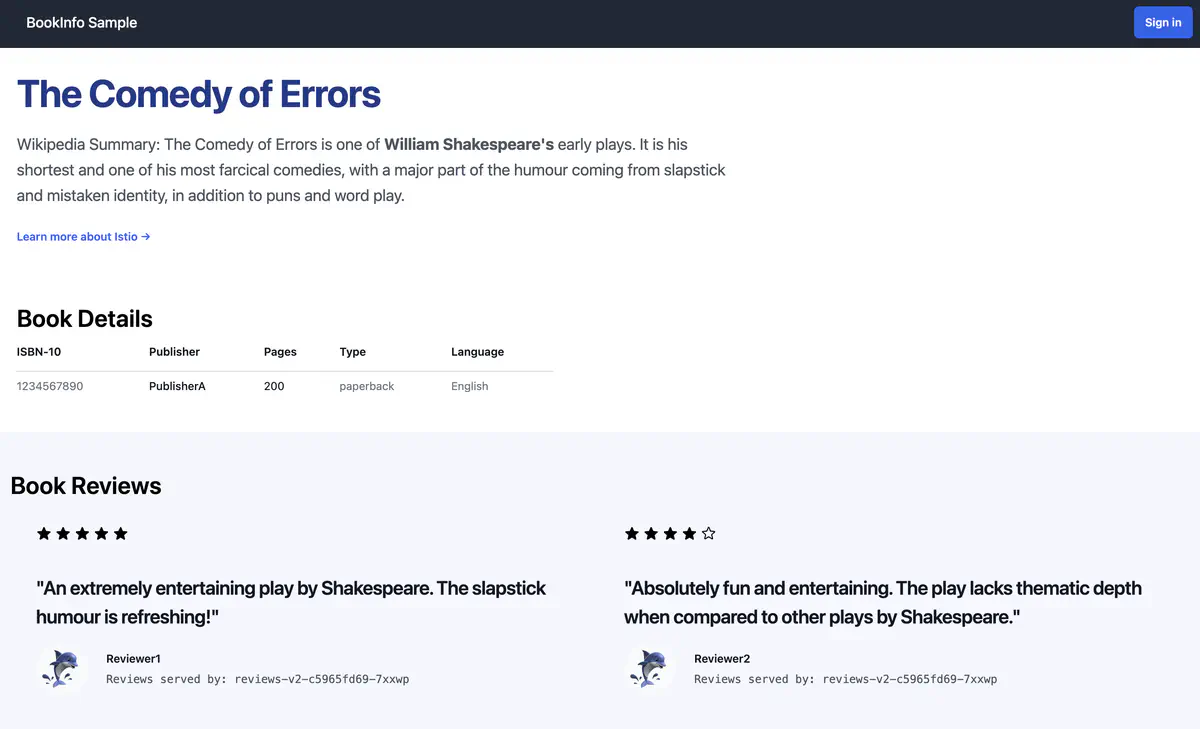 BookInfo Sample
Sign in
The Comedy of Errors
Wikipedia Summary: The Comedy of Errors is one of William Shakespeare's early plays. It is his
shortest and one of his most farcical comedies, with a major part of the humour coming from slapstick
and mistaken identity, in addition to puns and word play.
Learn more about Istio →
Book Details
ISBN-10 Publisher Pages Type Language
1234567890 PublisherA 200 paperback English
Book Reviews
"An extremely entertaining play by Shakespeare. The slapstick
humour is refreshing!"
Reviewer1
Reviews served by: reviews-v2-c5965fd69-7xxwp
"Absolutely fun and entertaining. The play lacks thematic depth
when compared to other plays by Shakespeare."
Reviewer2
Reviews served by: reviews-v2-c5965fd69-7xxwp